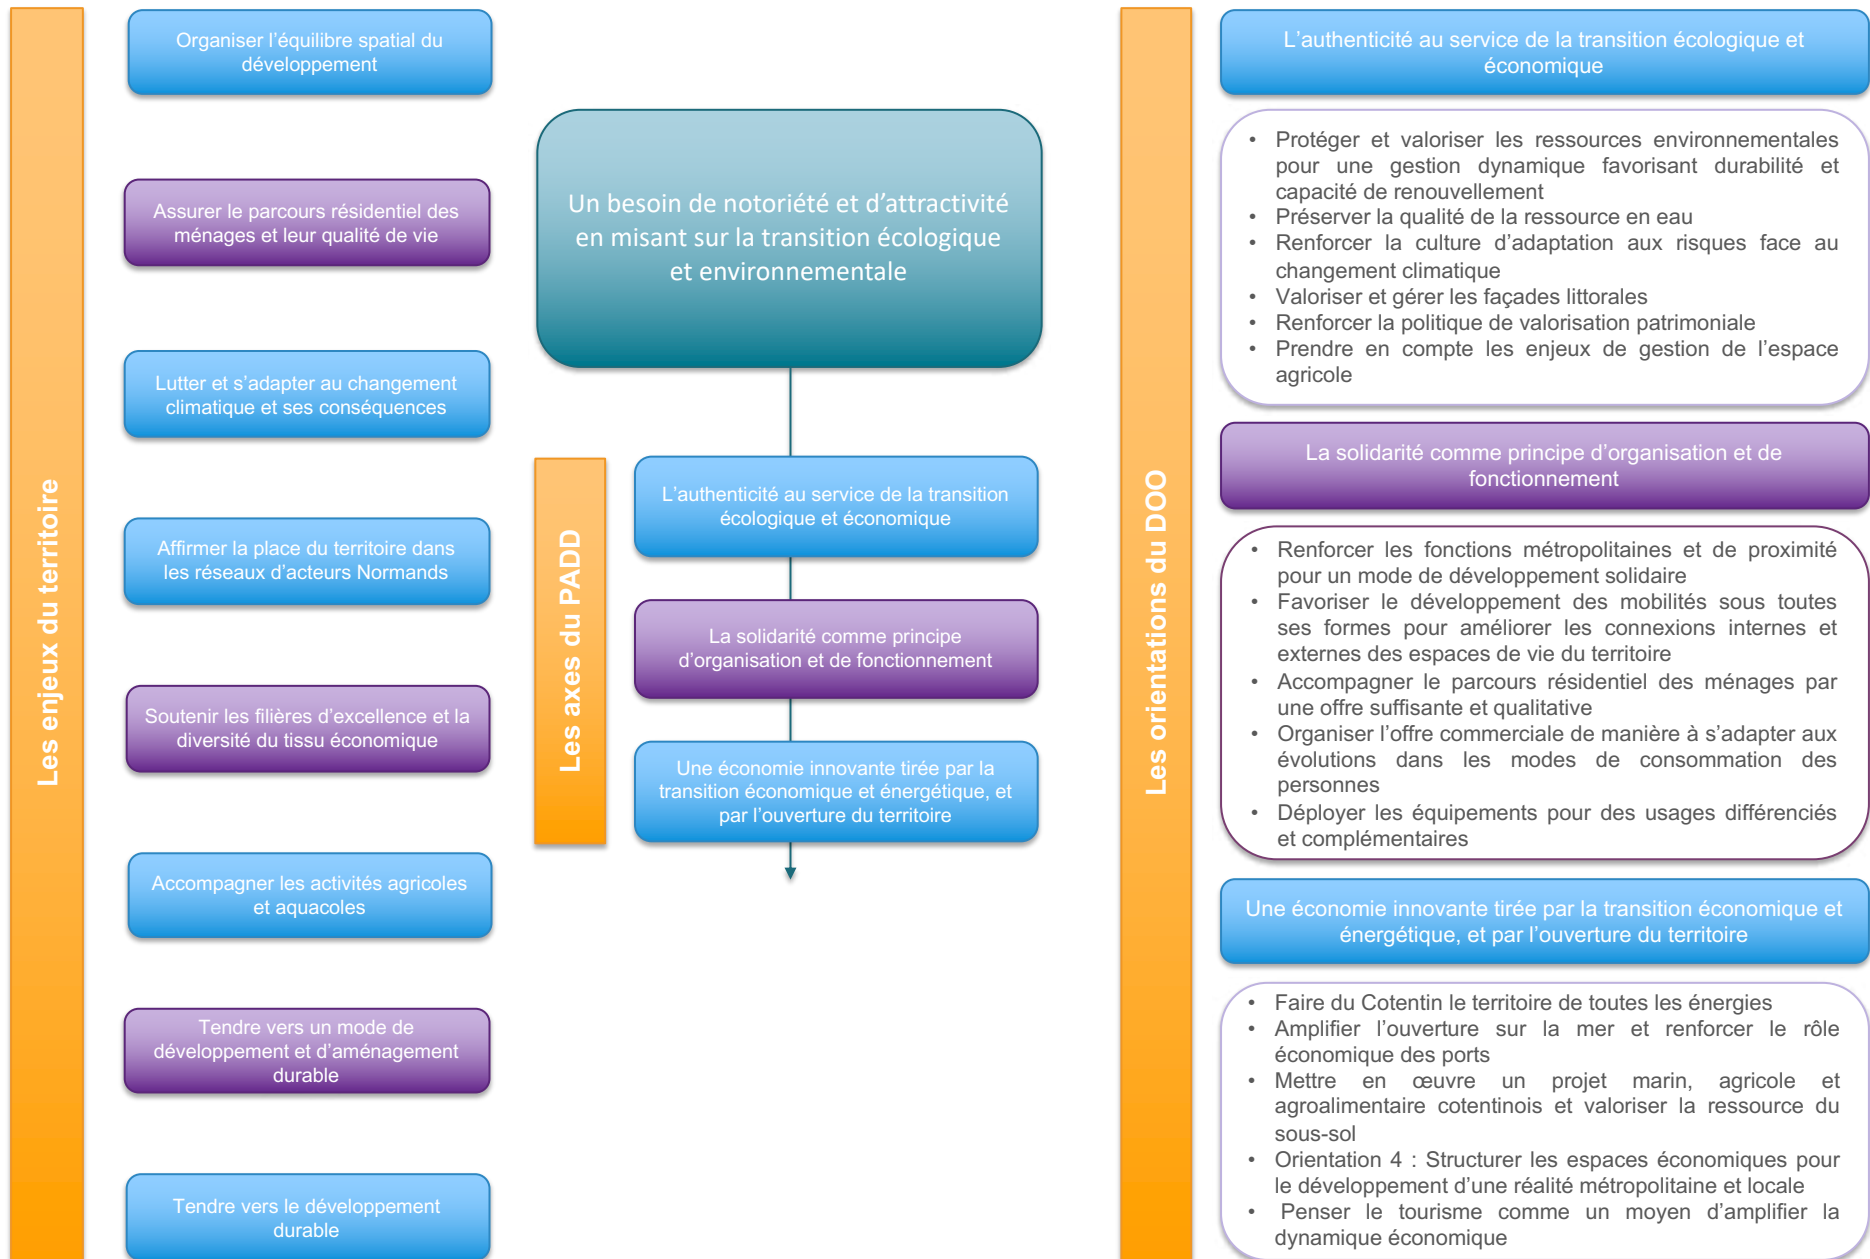 Les enjeux du territoire
Organiser l'équilibre spatial du
développement
Assurer le parcours résidentiel des
ménages et leur qualité de vie
Lutter et s'adapter au changement
climatique et ses conséquences
Affirmer la place du territoire dans
les réseaux d'acteurs Normands
Soutenir les filières d'excellence et la
diversité du tissu économique
Accompagner les activités agricoles
et aquacoles
Tendre vers un mode de
développement et d'aménagement
durable
Tendre vers le développement
durable
Un besoin de notoriété et d'attractivité
en misant sur la transition écologique
et environnementale
Les axes du PADD
L'authenticité au service de la transition
écologique et économique
La solidarité comme principe
d'organisation et de fonctionnement
Une économie innovante tirée par la
transition économique et énergétique, et
par l'ouverture du territoire
Les orientations du DOO
L'authenticité au service de la transition écologique et
économique
• Protéger et valoriser les ressources environnementales
pour une gestion dynamique favorisant durabilité et
capacité de renouvellement
• Préserver la qualité de la ressource en eau
• Renforcer la culture d'adaptation aux risques face au
changement climatique
• Valoriser et gérer les façades littorales
• Renforcer la politique de valorisation patrimoniale
• Prendre en compte les enjeux de gestion de l'espace
agricole
La solidarité comme principe d'organisation et de
fonctionnement
• Renforcer les fonctions métropolitaines et de proximité
pour un mode de développement solidaire
• Favoriser le développement des mobilités sous toutes
ses formes pour améliorer les connexions internes et
externes des espaces de vie du territoire
• Accompagner le parcours résidentiel des ménages par
une offre suffisante et qualitative
• Organiser l'offre commerciale de manière à s'adapter aux
évolutions dans les modes de consommation des
personnes
• Déployer les équipements pour des usages différenciés
et complémentaires
Une économie innovante tirée par la transition économique et
énergétique, et par l'ouverture du territoire
• Faire du Cotentin le territoire de toutes les énergies
• Amplifier l'ouverture sur la mer et renforcer le rôle
économique des ports
• Mettre en œuvre un projet marin, agricole et
agroalimentaire cotentinois et valoriser la ressource du
sous-sol
• Orientation 4 : Structurer les espaces économiques pour
le développement d'une réalité métropolitaine et locale
• Penser le tourisme comme un moyen d'amplifier la
dynamique économique